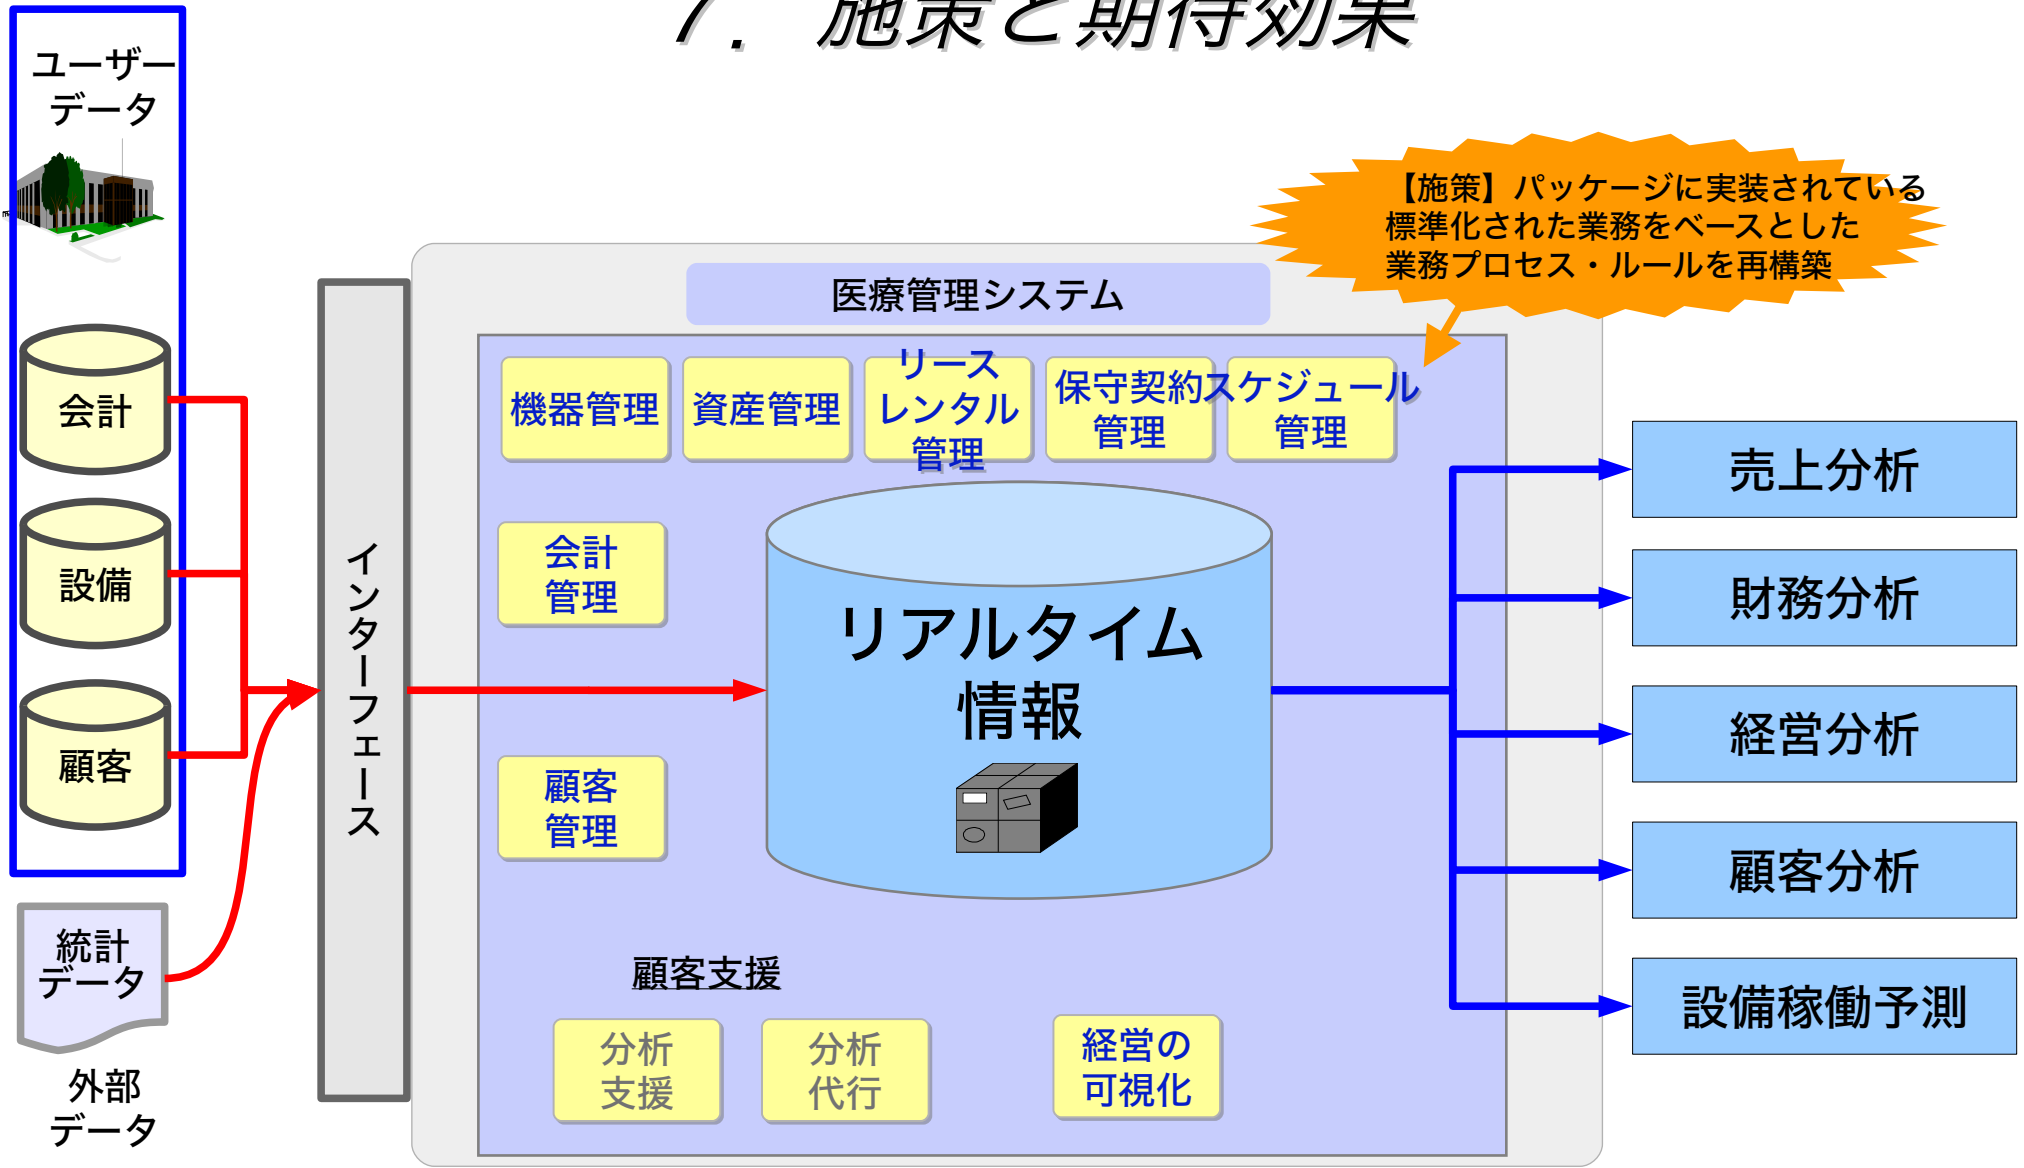 7．施策と期待効果
ユーザー
データ
会計
設備
顧客
統計
データ
外部
データ
インターフェース
医療管理システム
【施策】パッケージに実装されている
標準化された業務をベースとした
業務プロセス・ルールを再構築
機器管理
資産管理
リース
レンタル
管理
保守契約
管理
スケジュール
管理
会計
管理
顧客
管理
リアルタイム
情報
顧客支援
分析
支援
分析
代行
経営の
可視化
売上分析
財務分析
経営分析
顧客分析
設備稼働予測